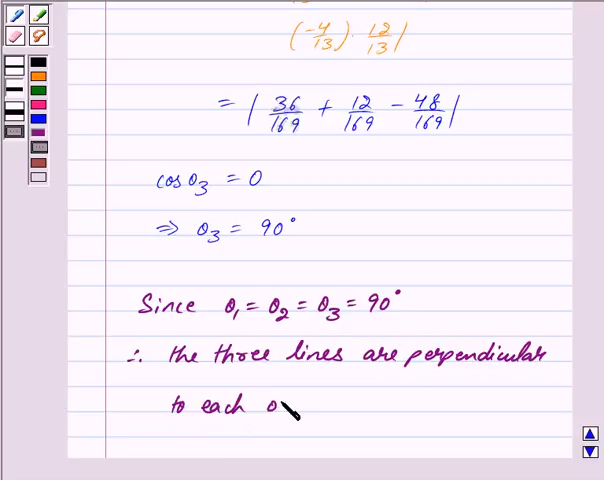 (-4/13) · 12/13 |
= | 36/169 + 12/169 - 48/169 |
cos θ₃ = 0
⇒ θ₃ = 90°
Since θ₁ = θ₂ = θ₃ = 90°
∴ the three lines are perpendicular
to each o